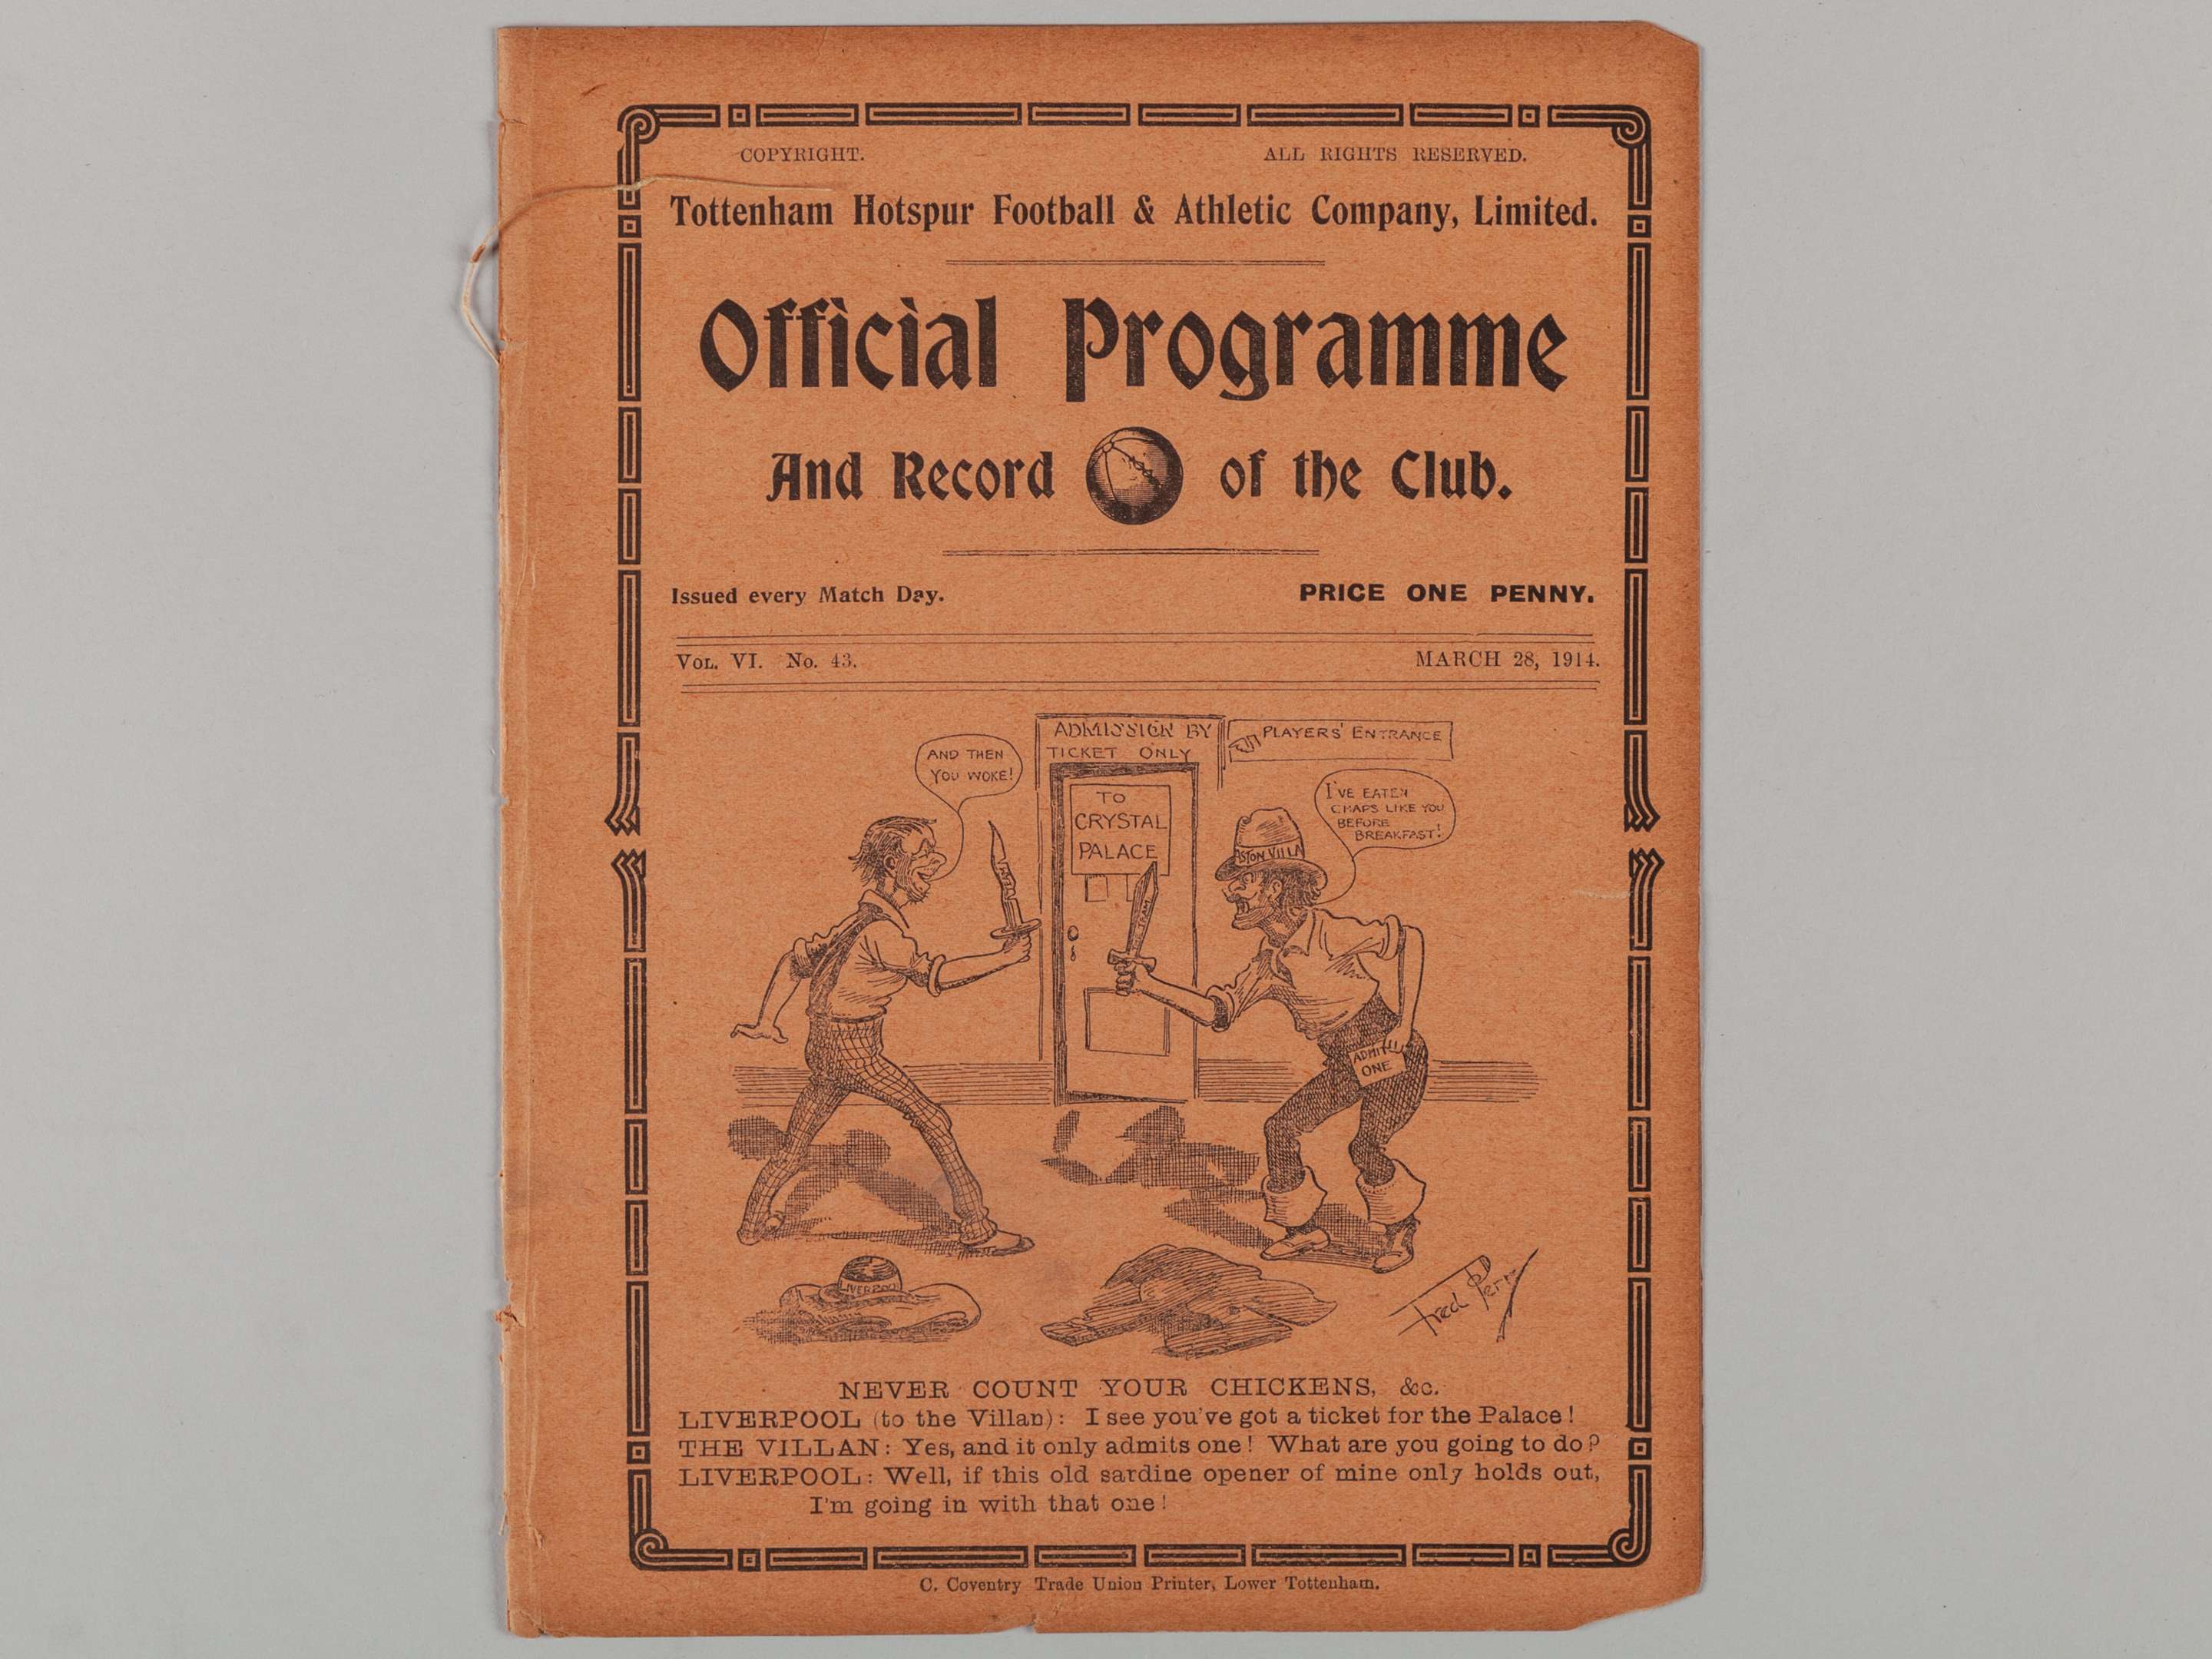 COPYRIGHT. ALL RIGHTS RESERVED.
Tottenham Hotspur Football & Athletic Company, Limited.
Official Programme
And Record of the Club.
Issued every Match Day. PRICE ONE PENNY.
VOL. VI. No. 43. MARCH 28, 1914.
ADMISSION BY
TICKET ONLY
PLAYERS' ENTRANCE
AND THEN
YOU WOKE!
TO
CRYSTAL
PALACE
I'VE EATEN
CHAPS LIKE YOU
BEFORE
BREAKFAST!
ASTON VILLA
TEAM
TEAM
ADMIT
ONE
LIVERPOOL
Fred Perry
NEVER COUNT YOUR CHICKENS, &c.
LIVERPOOL (to the Villan): I see you've got a ticket for the Palace!
THE VILLAN: Yes, and it only admits one! What are you going to do?
LIVERPOOL: Well, if this old sardine opener of mine only holds out,
I'm going in with that one!
C. Coventry Trade Union Printer, Lower Tottenham.